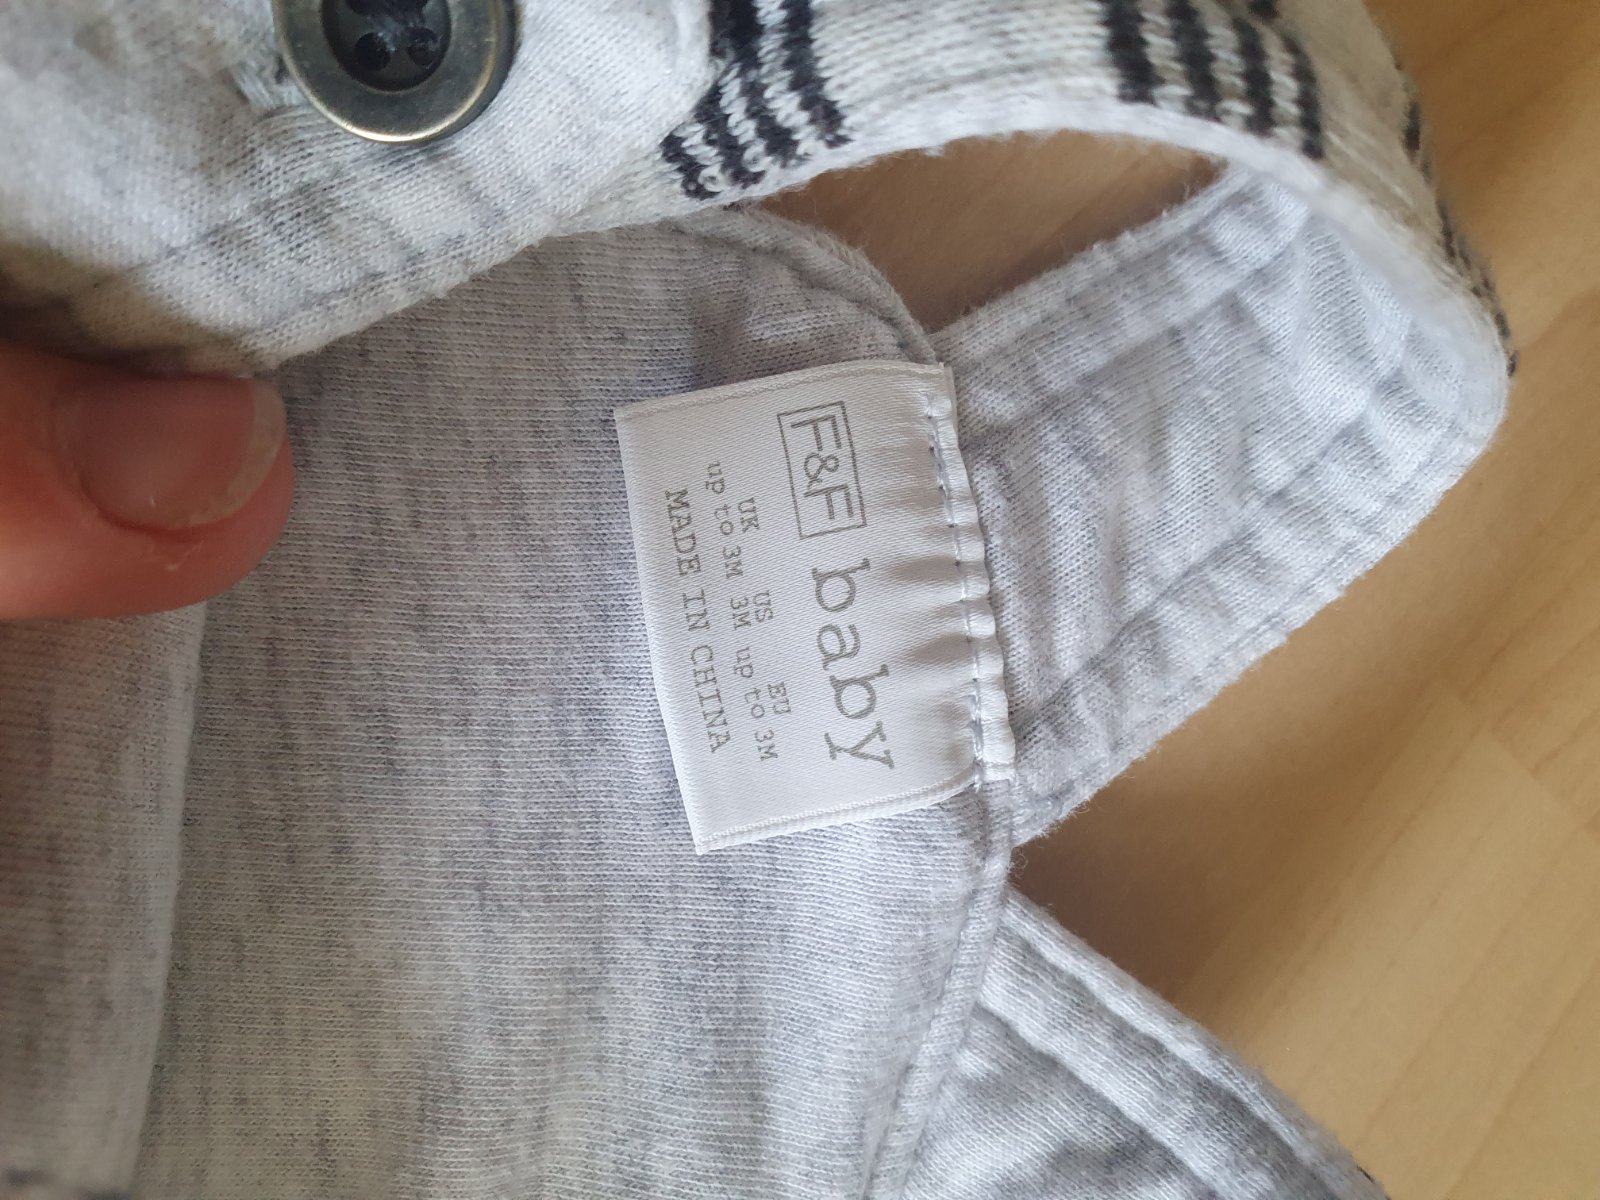 F&F baby
UK US EU
up to 3M 3M up to 3M
MADE IN CHINA